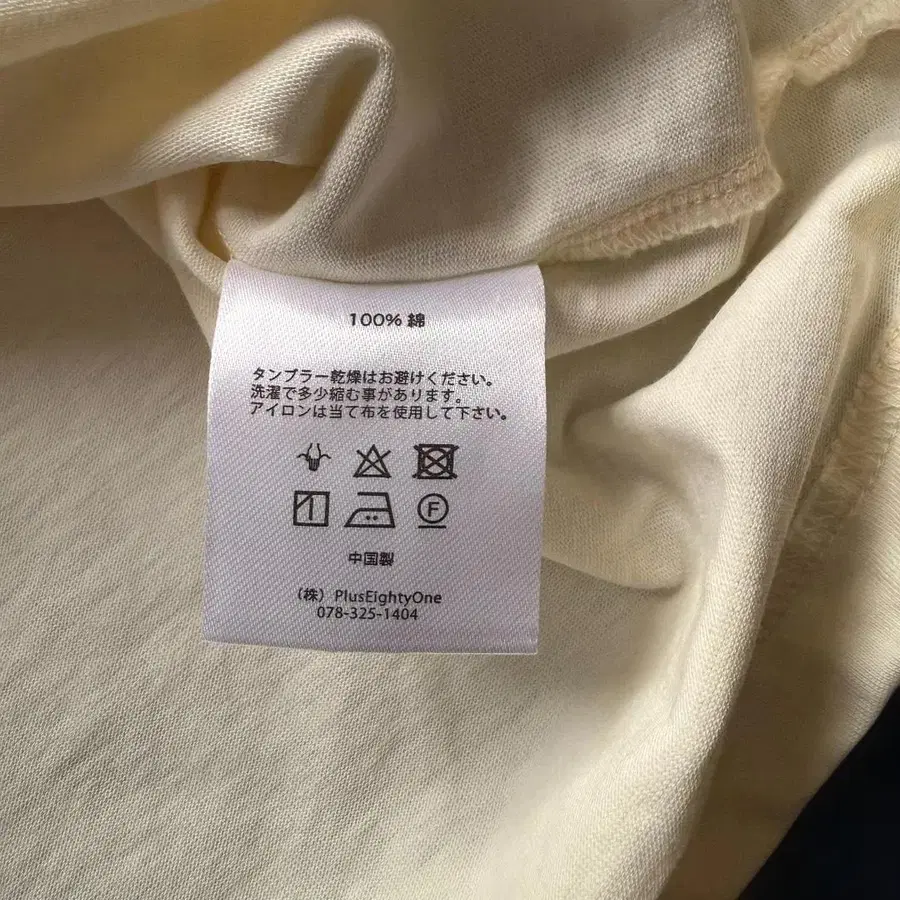 100% 綿
タンブラー乾燥はお避けください。
洗濯で多少縮む事があります。
アイロンは当て布を使用して下さい。
F
中国製
（株）PlusEightyOne
078-325-1404